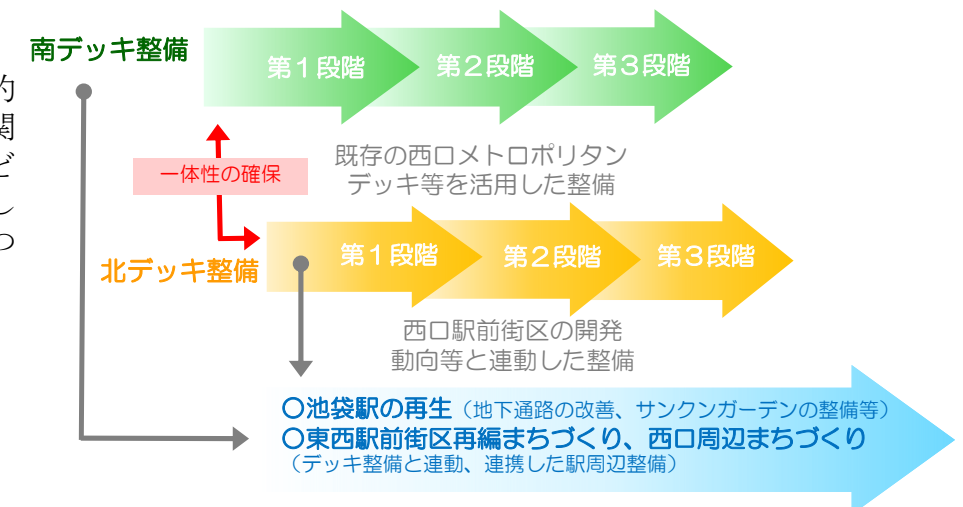 南デッキ整備
第１段階
第２段階
第３段階
的
関
ど
し
つ
一体性の確保
既存の西口メトロポリタン
デッキ等を活用した整備
北デッキ整備
第１段階
第２段階
第３段階
西口駅前街区の開発
動向等と連動した整備
〇池袋駅の再生（地下通路の改善、サンクンガーデンの整備等）
〇東西駅前街区再編まちづくり、西口周辺まちづくり
（デッキ整備と連動、連携した駅周辺整備）